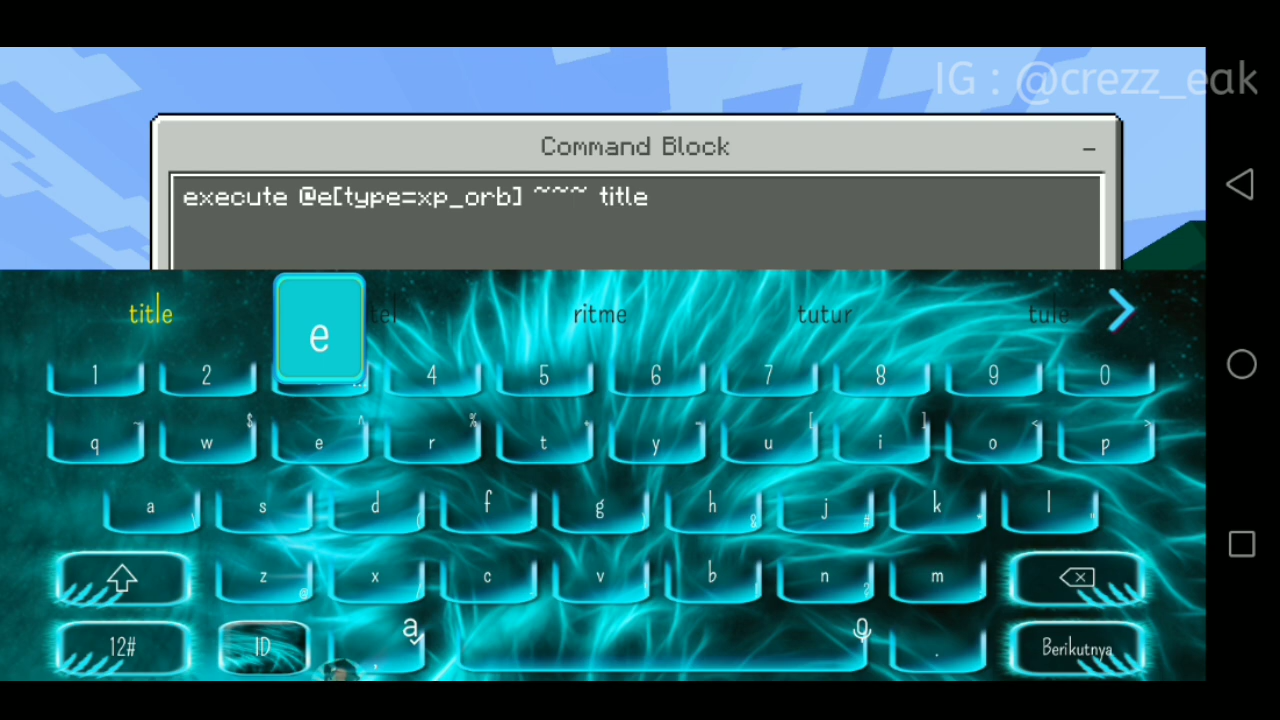 IG : @crezz_eak
Command Block
execute @e[type=xp_orb] ~~~ title
title tel ritme tutur tule
e
1 2 4 5 6 7 8 9 0
q w e r t y u i o p
a s d f g h j k l
z x c v b n m
12# ID , . Berikutnya